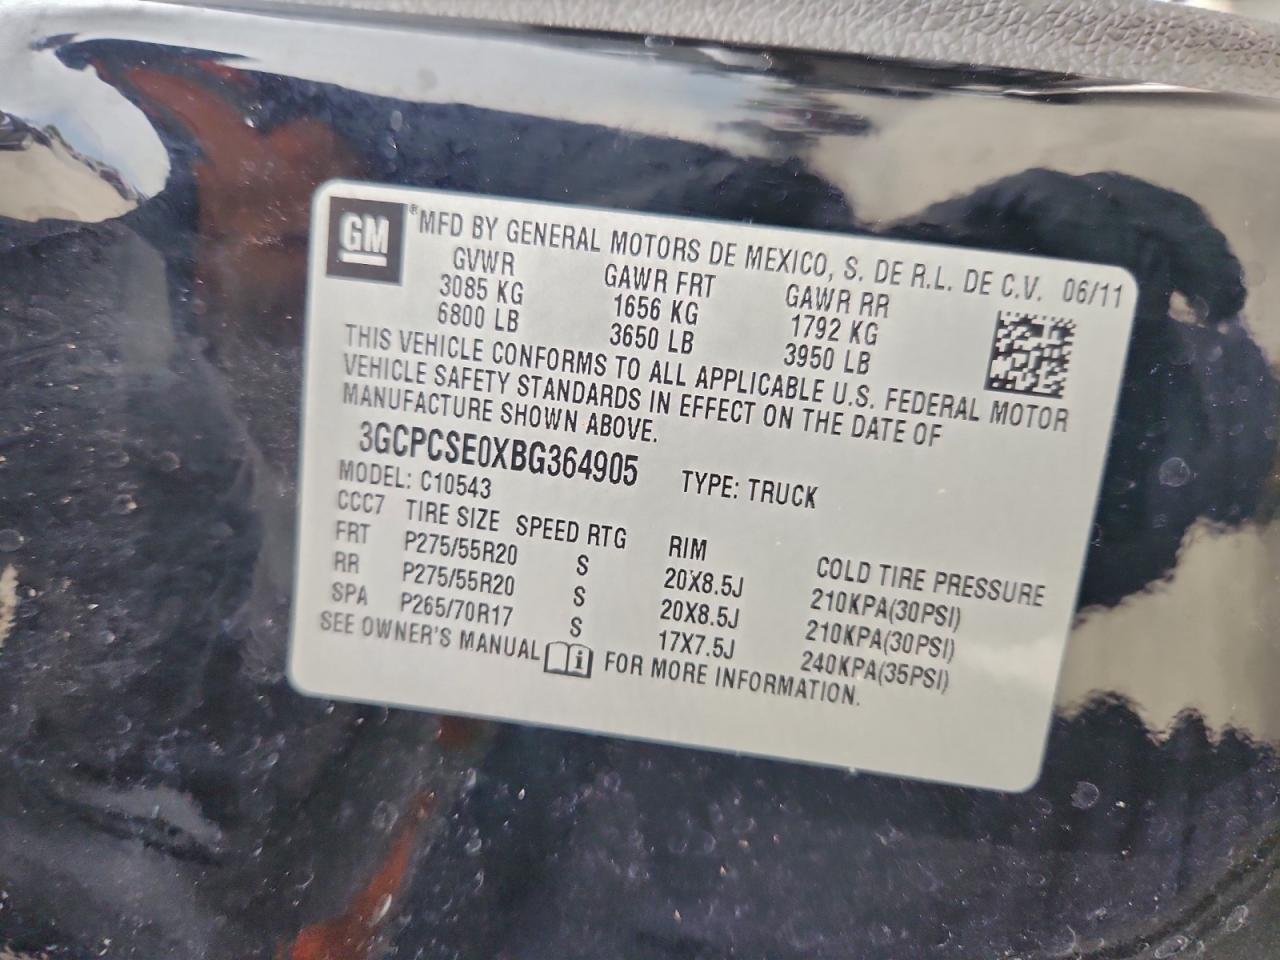 GM ®MFD BY GENERAL MOTORS DE MEXICO, S. DE R.L. DE C.V. 06/11
GVWR GAWR FRT GAWR RR
3085 KG 1656 KG 1792 KG
6800 LB 3650 LB 3950 LB
THIS VEHICLE CONFORMS TO ALL APPLICABLE U.S. FEDERAL MOTOR
VEHICLE SAFETY STANDARDS IN EFFECT ON THE DATE OF
MANUFACTURE SHOWN ABOVE.
3GCPCSE0XBG364905 TYPE: TRUCK
MODEL: C10543
CCC7 TIRE SIZE SPEED RTG RIM COLD TIRE PRESSURE
FRT P275/55R20 S 20X8.5J 210KPA(30PSI)
RR P275/55R20 S 20X8.5J 210KPA(30PSI)
SPA P265/70R17 S 17X7.5J 240KPA(35PSI)
SEE OWNER'S MANUAL i FOR MORE INFORMATION.